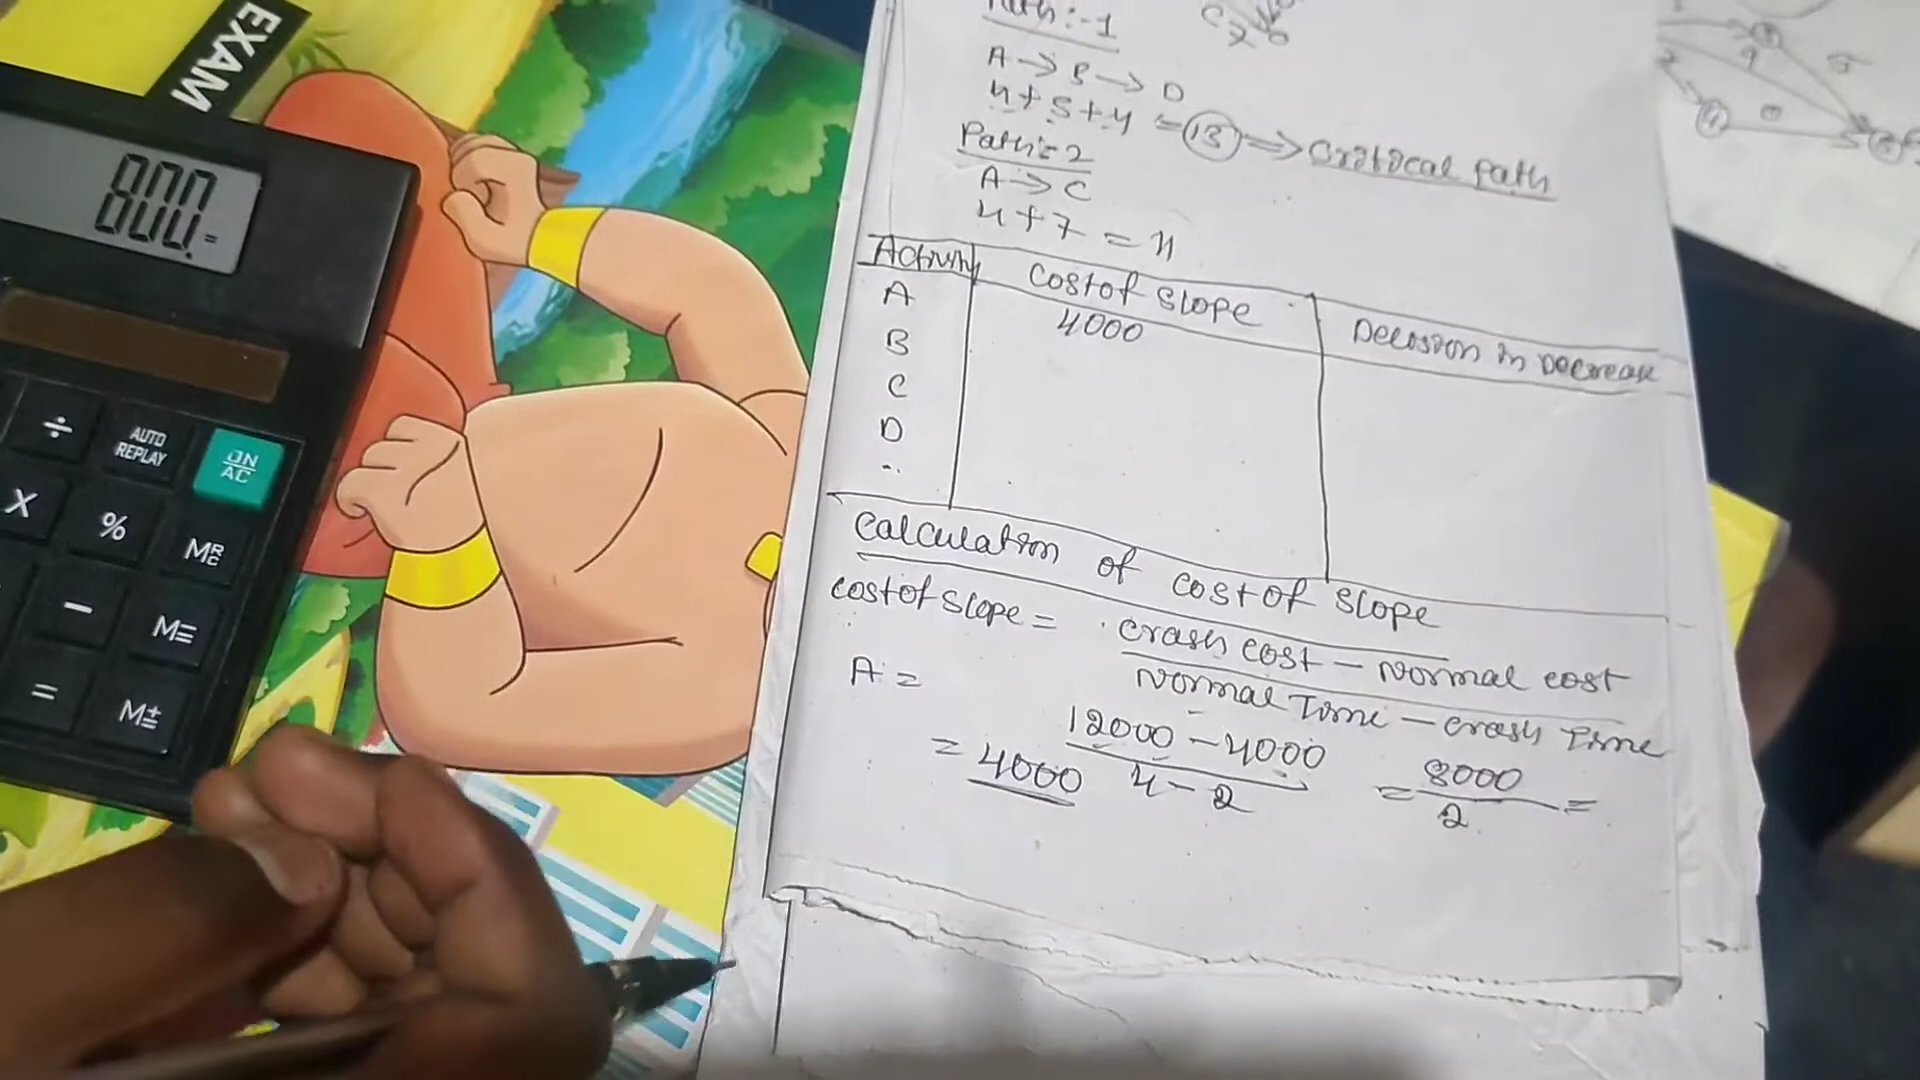 EXAM
800.
÷
AUTO REPLAY
ON
AC
X
%
MRC
−
M=
=
M±
Path :- 1
C
7
A → B → D
4 + 5 + 4 = 13 ⇒ Critical Path
Path:- 2
A → C
4 + 7 = 11
Activity
Cost of slope
Decision in Decrease
A
4000
B
C
D
calculation of cost of slope
cost of slope = crash cost − Normal cost
Normal Time − crash Time
A =
12000 − 4000
4 − 2
= 8000
2 =
= 4000